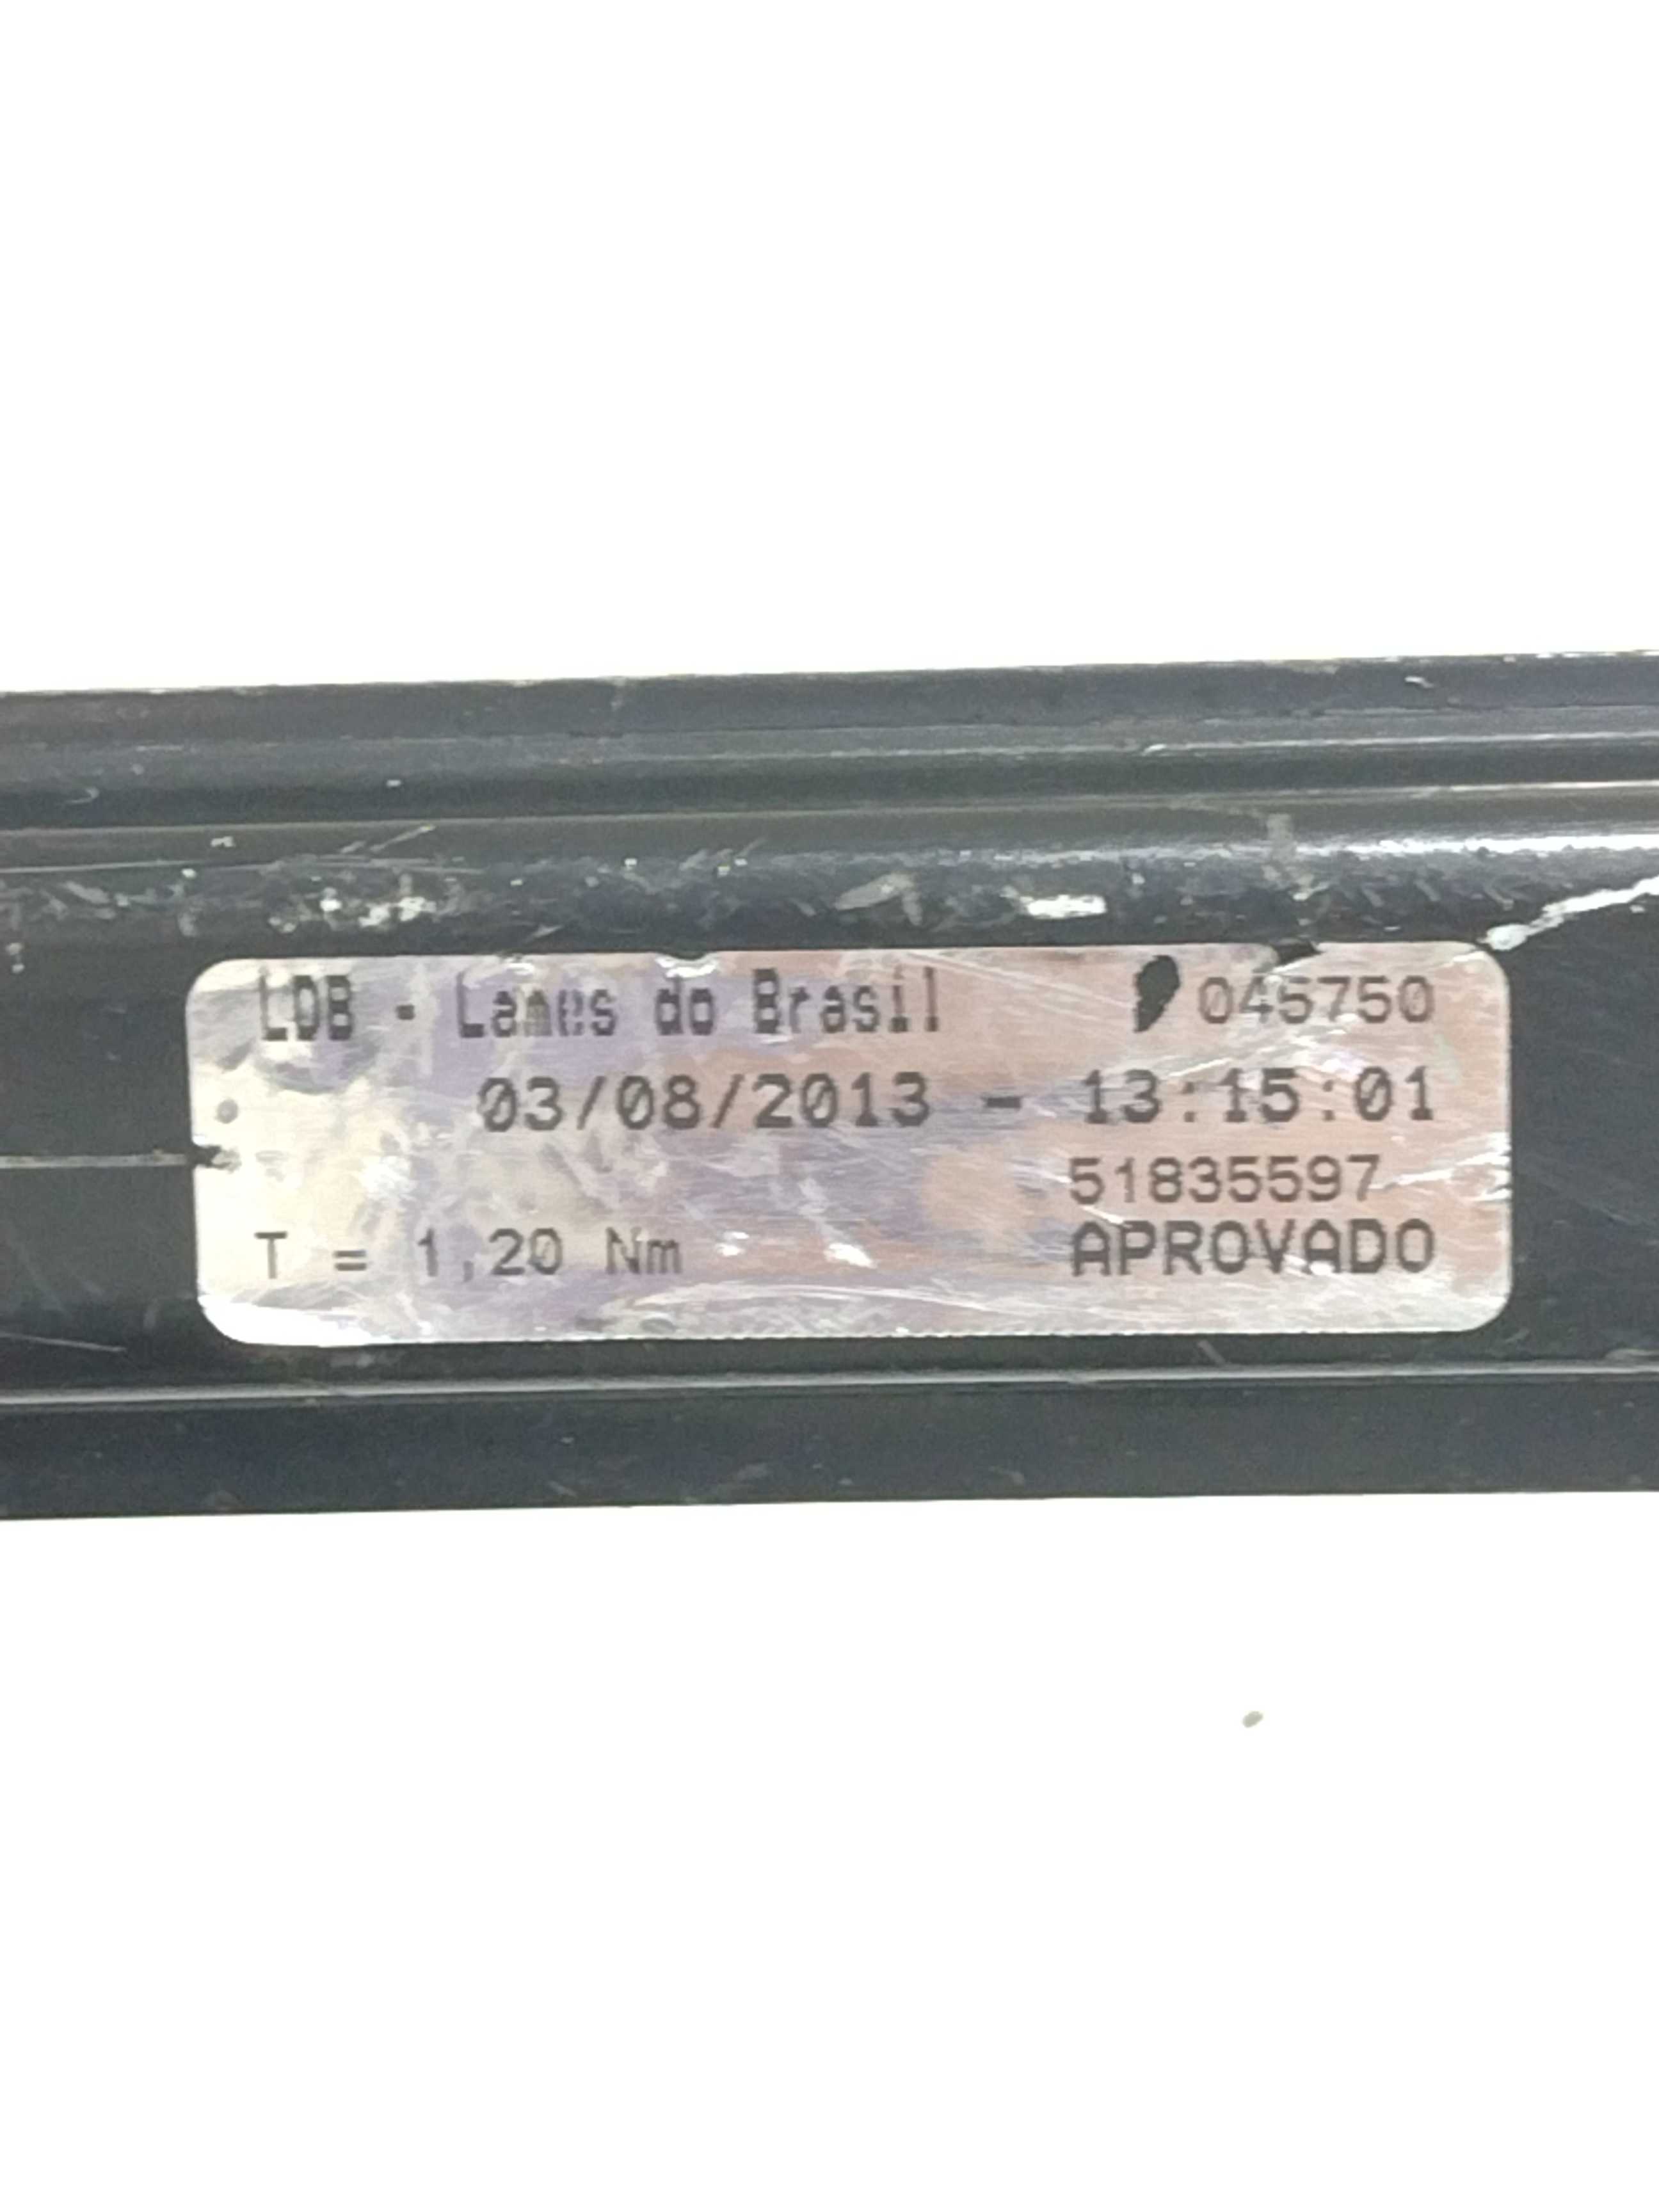 LDB - Lames do Brasil 045750
03/08/2013 - 13:15:01
51835597
T = 1,20 Nm APROVADO